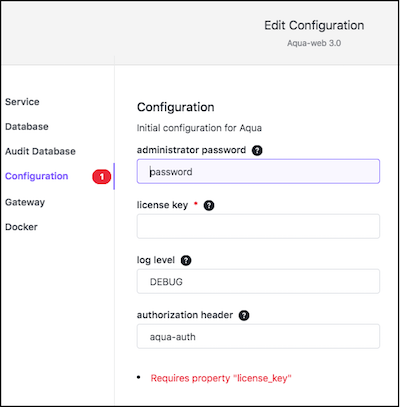 Edit Configuration
Aqua-web 3.0
Service
Database
Audit Database
Configuration 1
Gateway
Docker
Configuration
Initial configuration for Aqua
administrator password ?
password
license key * ?
log level ?
DEBUG
authorization header ?
aqua-auth
• Requires property "license_key"